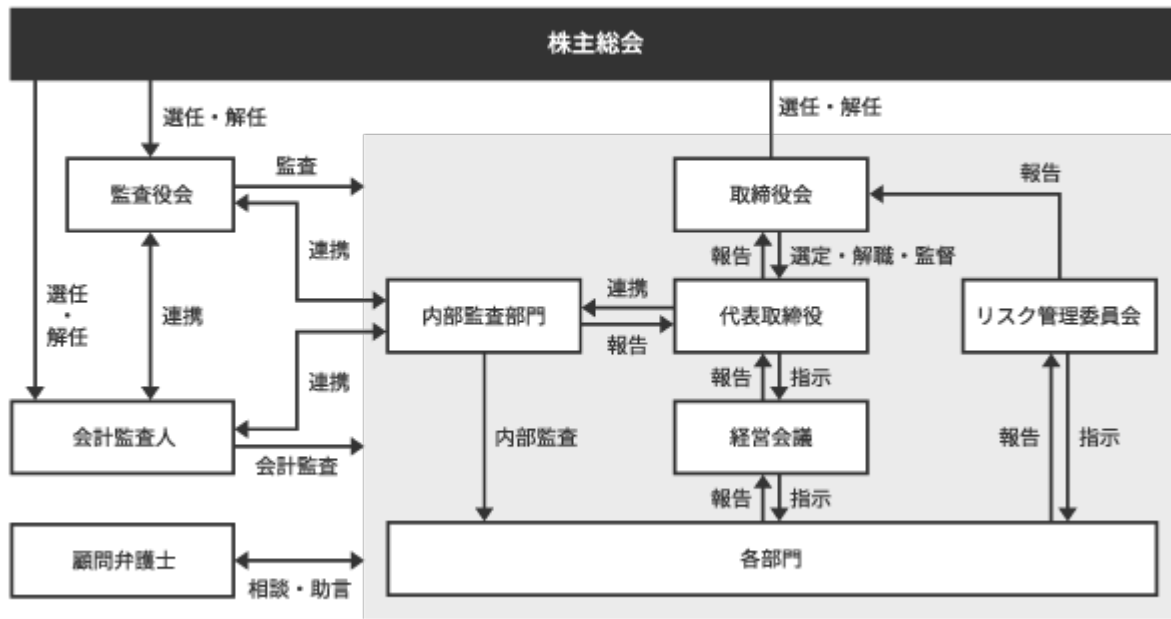 株主総会
選任・解任
選任・解任
監査役会
監査
取締役会
報告
連携
報告
選定・解職・監督
選任
・
解任
連携
内部監査部門
連携
報告
代表取締役
リスク管理委員会
連携
報告
指示
会計監査人
会計監査
内部監査
経営会議
報告
指示
報告
指示
顧問弁護士
相談・助言
各部門